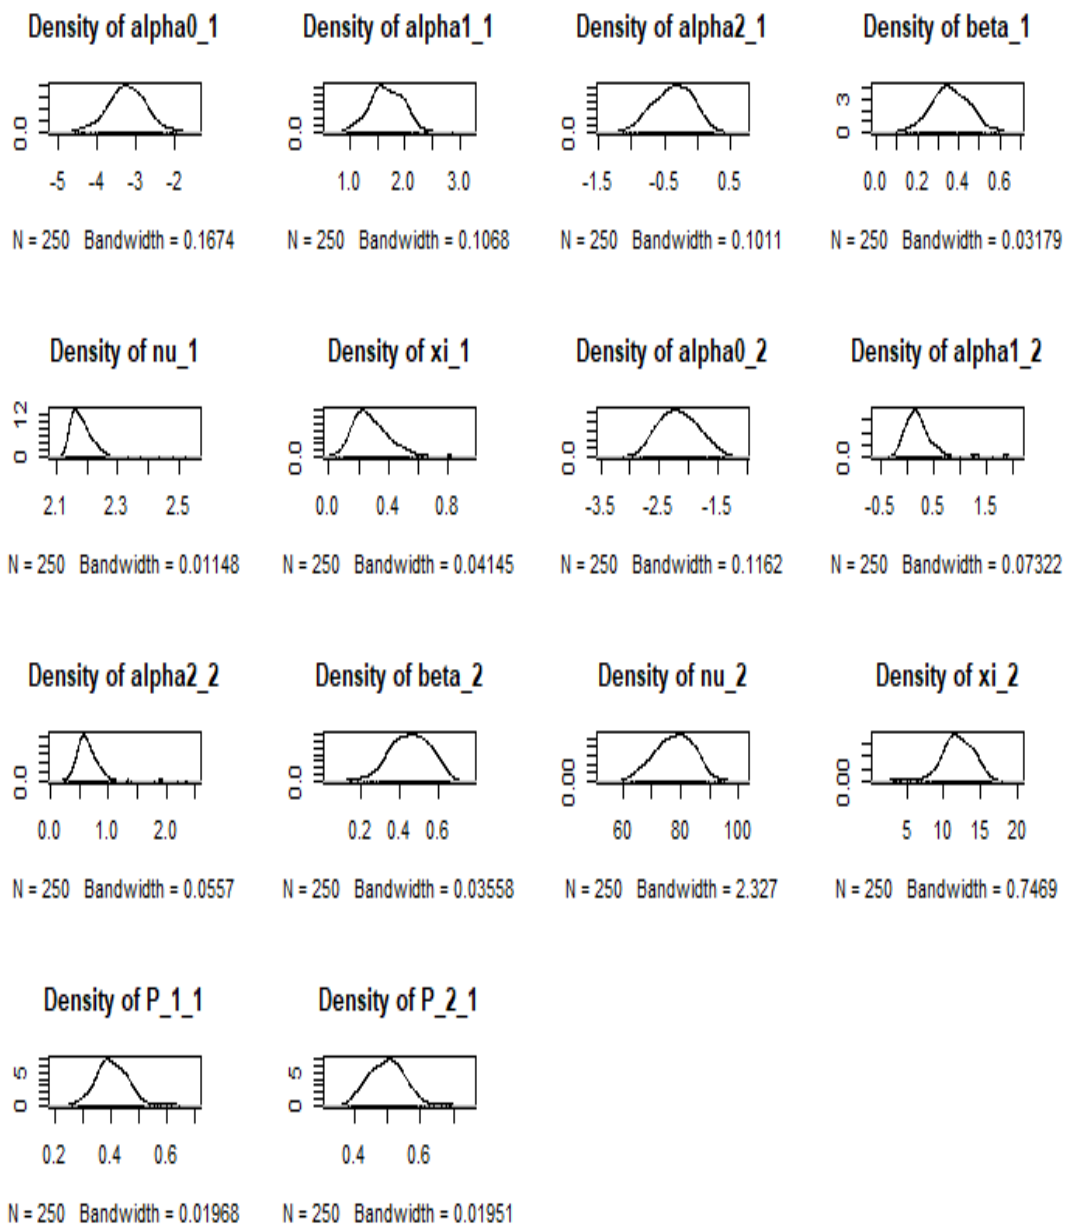 Density of alpha0_1 Density of alpha1_1 Density of alpha2_1 Density of beta_1
0.0 0.0 0.0 0 3
-5 -4 -3 -2 1.0 2.0 3.0 -1.5 -0.5 0.5 0.0 0.2 0.4 0.6
N = 250 Bandwidth = 0.1674 N = 250 Bandwidth = 0.1068 N = 250 Bandwidth = 0.1011 N = 250 Bandwidth = 0.03179
Density of nu_1 Density of xi_1 Density of alpha0_2 Density of alpha1_2
0 12 0.0 0.0 0.0
2.1 2.3 2.5 0.0 0.4 0.8 -3.5 -2.5 -1.5 -0.5 0.5 1.5
N = 250 Bandwidth = 0.01148 N = 250 Bandwidth = 0.04145 N = 250 Bandwidth = 0.1162 N = 250 Bandwidth = 0.07322
Density of alpha2_2 Density of beta_2 Density of nu_2 Density of xi_2
0.0 0.0 0.00 0.00
0.0 1.0 2.0 0.2 0.4 0.6 60 80 100 5 10 15 20
N = 250 Bandwidth = 0.0557 N = 250 Bandwidth = 0.03558 N = 250 Bandwidth = 2.327 N = 250 Bandwidth = 0.7469
Density of P_1_1 Density of P_2_1
0 5 0 5
0.2 0.4 0.6 0.4 0.6
N = 250 Bandwidth = 0.01968 N = 250 Bandwidth = 0.01951